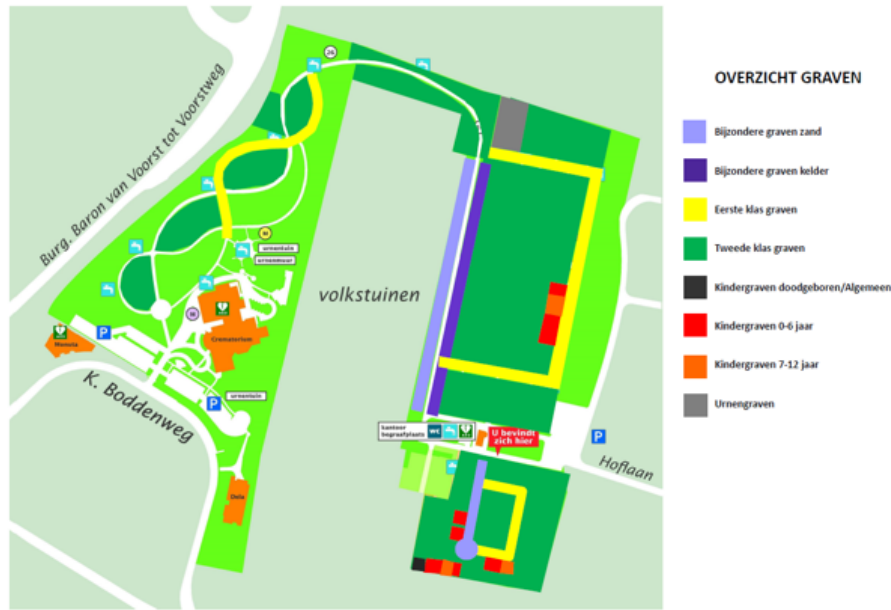 OVERZICHT GRAVEN
Bijzondere graven zand
Bijzondere graven kelder
Eerste klas graven
Tweede klas graven
Kindergraven doodgeboren/Algemeen
Kindergraven 0-6 jaar
Kindergraven 7-12 jaar
Urnengraven
Burg. Baron van Voorst tot Voorstweg
urnentuin
urnenmuur
volkstuinen
Crematorium
P
K. Boddenweg
P
urnentuin
Dela
kantoor
begraafplaats
WC
U bevindt
zich hier
P
Hoflaan